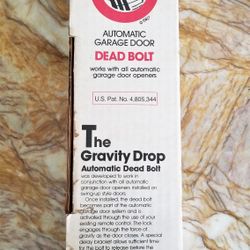 © 1987
AUTOMATIC
GARAGE DOOR
DEAD BOLT
works with all automatic
garage door openers
U.S. Pat. No. 4,805,344
The
Gravity Drop
Automatic Dead Bolt
was developed to work in
conjunction with all automatic
garage door openers installed on
swing-up style doors.
Once installed, the dead bolt
becomes part of the automatic
garage door system and is
activated through the use of your
existing remote control. The lock
engages through the force of
gravity as the door closes. A special
delay bracket allows sufficient time
for the bolt to release before the